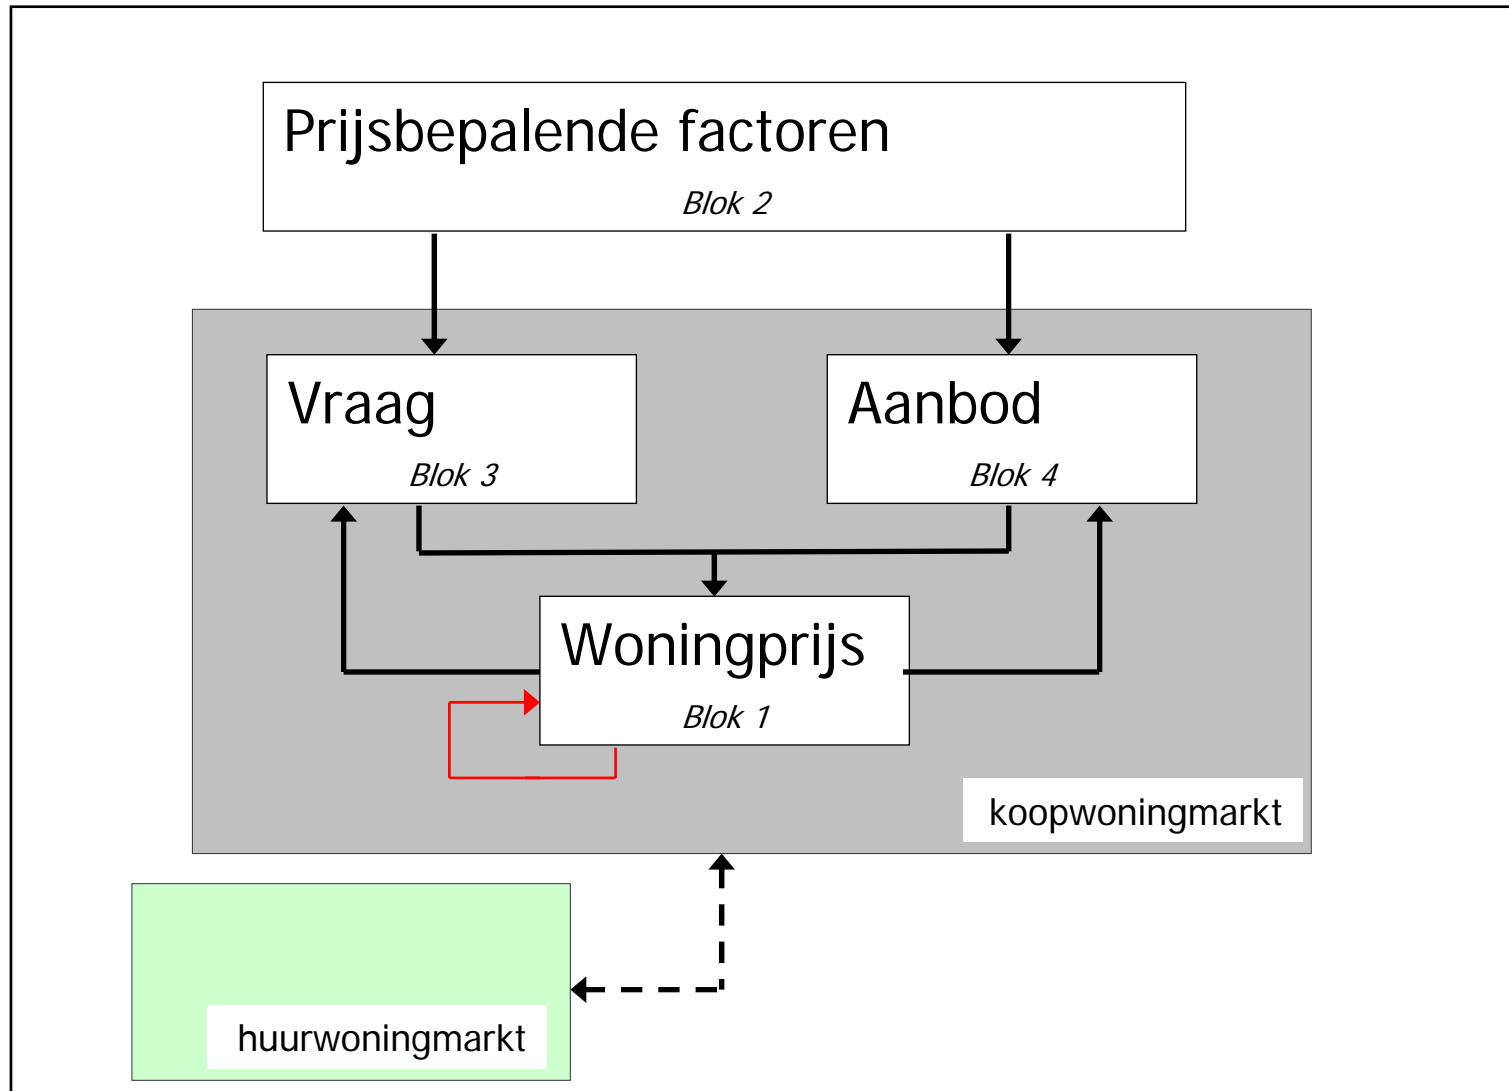 Prijsbepalende factoren
Blok 2
Vraag
Blok 3
Aanbod
Blok 4
Woningprijs
Blok 1
koopwoningmarkt
huurwoningmarkt